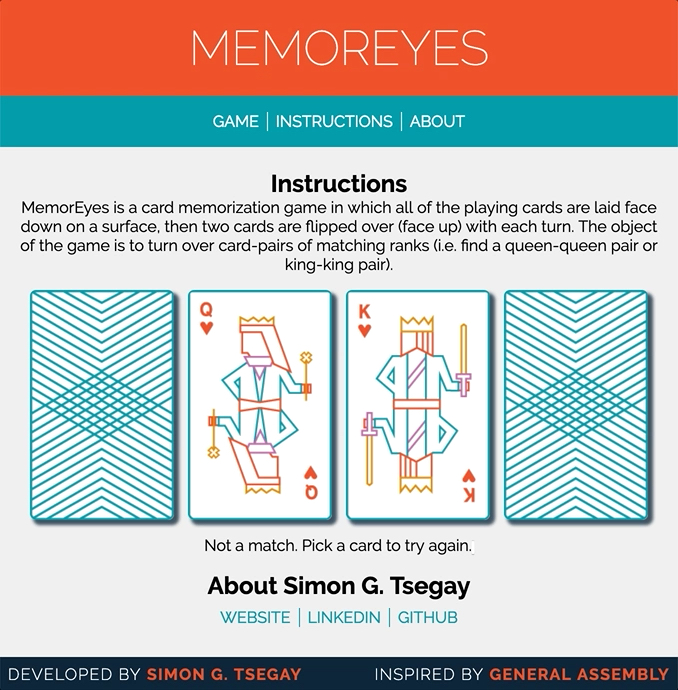 MEMOREYES
GAME | INSTRUCTIONS | ABOUT
Instructions
MemorEyes is a card memorization game in which all of the playing cards are laid face
down on a surface, then two cards are flipped over (face up) with each turn. The object
of the game is to turn over card-pairs of matching ranks (i.e. find a queen-queen pair or
king-king pair).
Q
K
Q
K
Not a match. Pick a card to try again.
About Simon G. Tsegay
WEBSITE | LINKEDIN | GITHUB
DEVELOPED BY SIMON G. TSEGAY
INSPIRED BY GENERAL ASSEMBLY